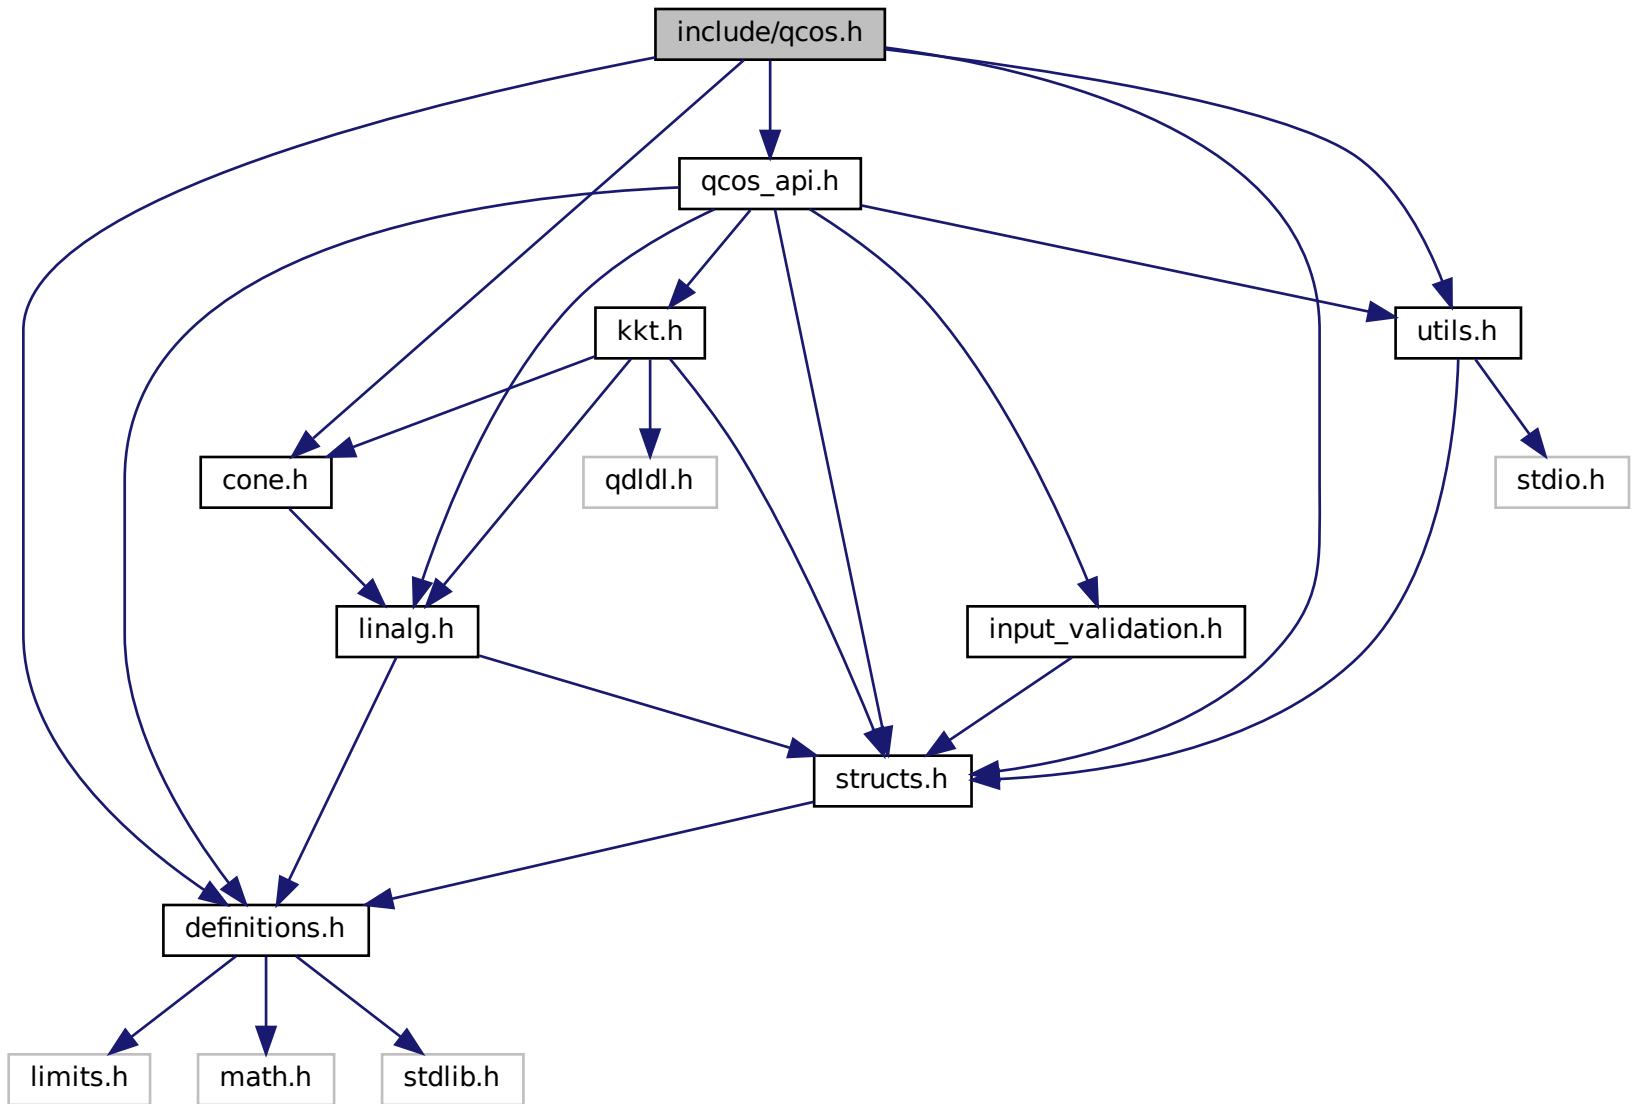 include/qcos.h
qcos_api.h
kkt.h
utils.h
cone.h
qdldl.h
stdio.h
linalg.h
input_validation.h
structs.h
definitions.h
limits.h
math.h
stdlib.h